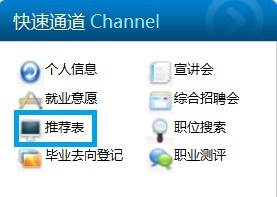 快速通道 Channel
个人信息 宣讲会
就业意愿 综合招聘会
推荐表 职位搜索
毕业去向登记 职业测评